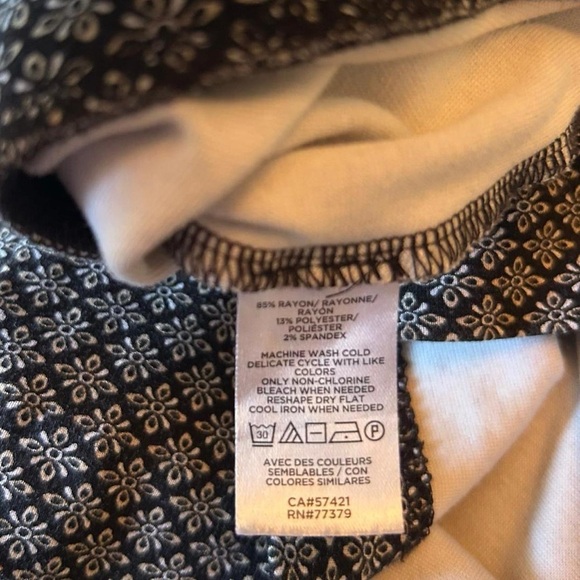 85% RAYON/ RAYONNE/
RAYÓN
13% POLYESTER/
POLIÉSTER
2% SPANDEX
MACHINE WASH COLD
DELICATE CYCLE WITH LIKE
COLORS
ONLY NON-CHLORINE
BLEACH WHEN NEEDED
RESHAPE DRY FLAT
COOL IRON WHEN NEEDED
30 P
AVEC DES COULEURS
SEMBLABLES / CON
COLORES SIMILARES
CA#57421
RN#77379